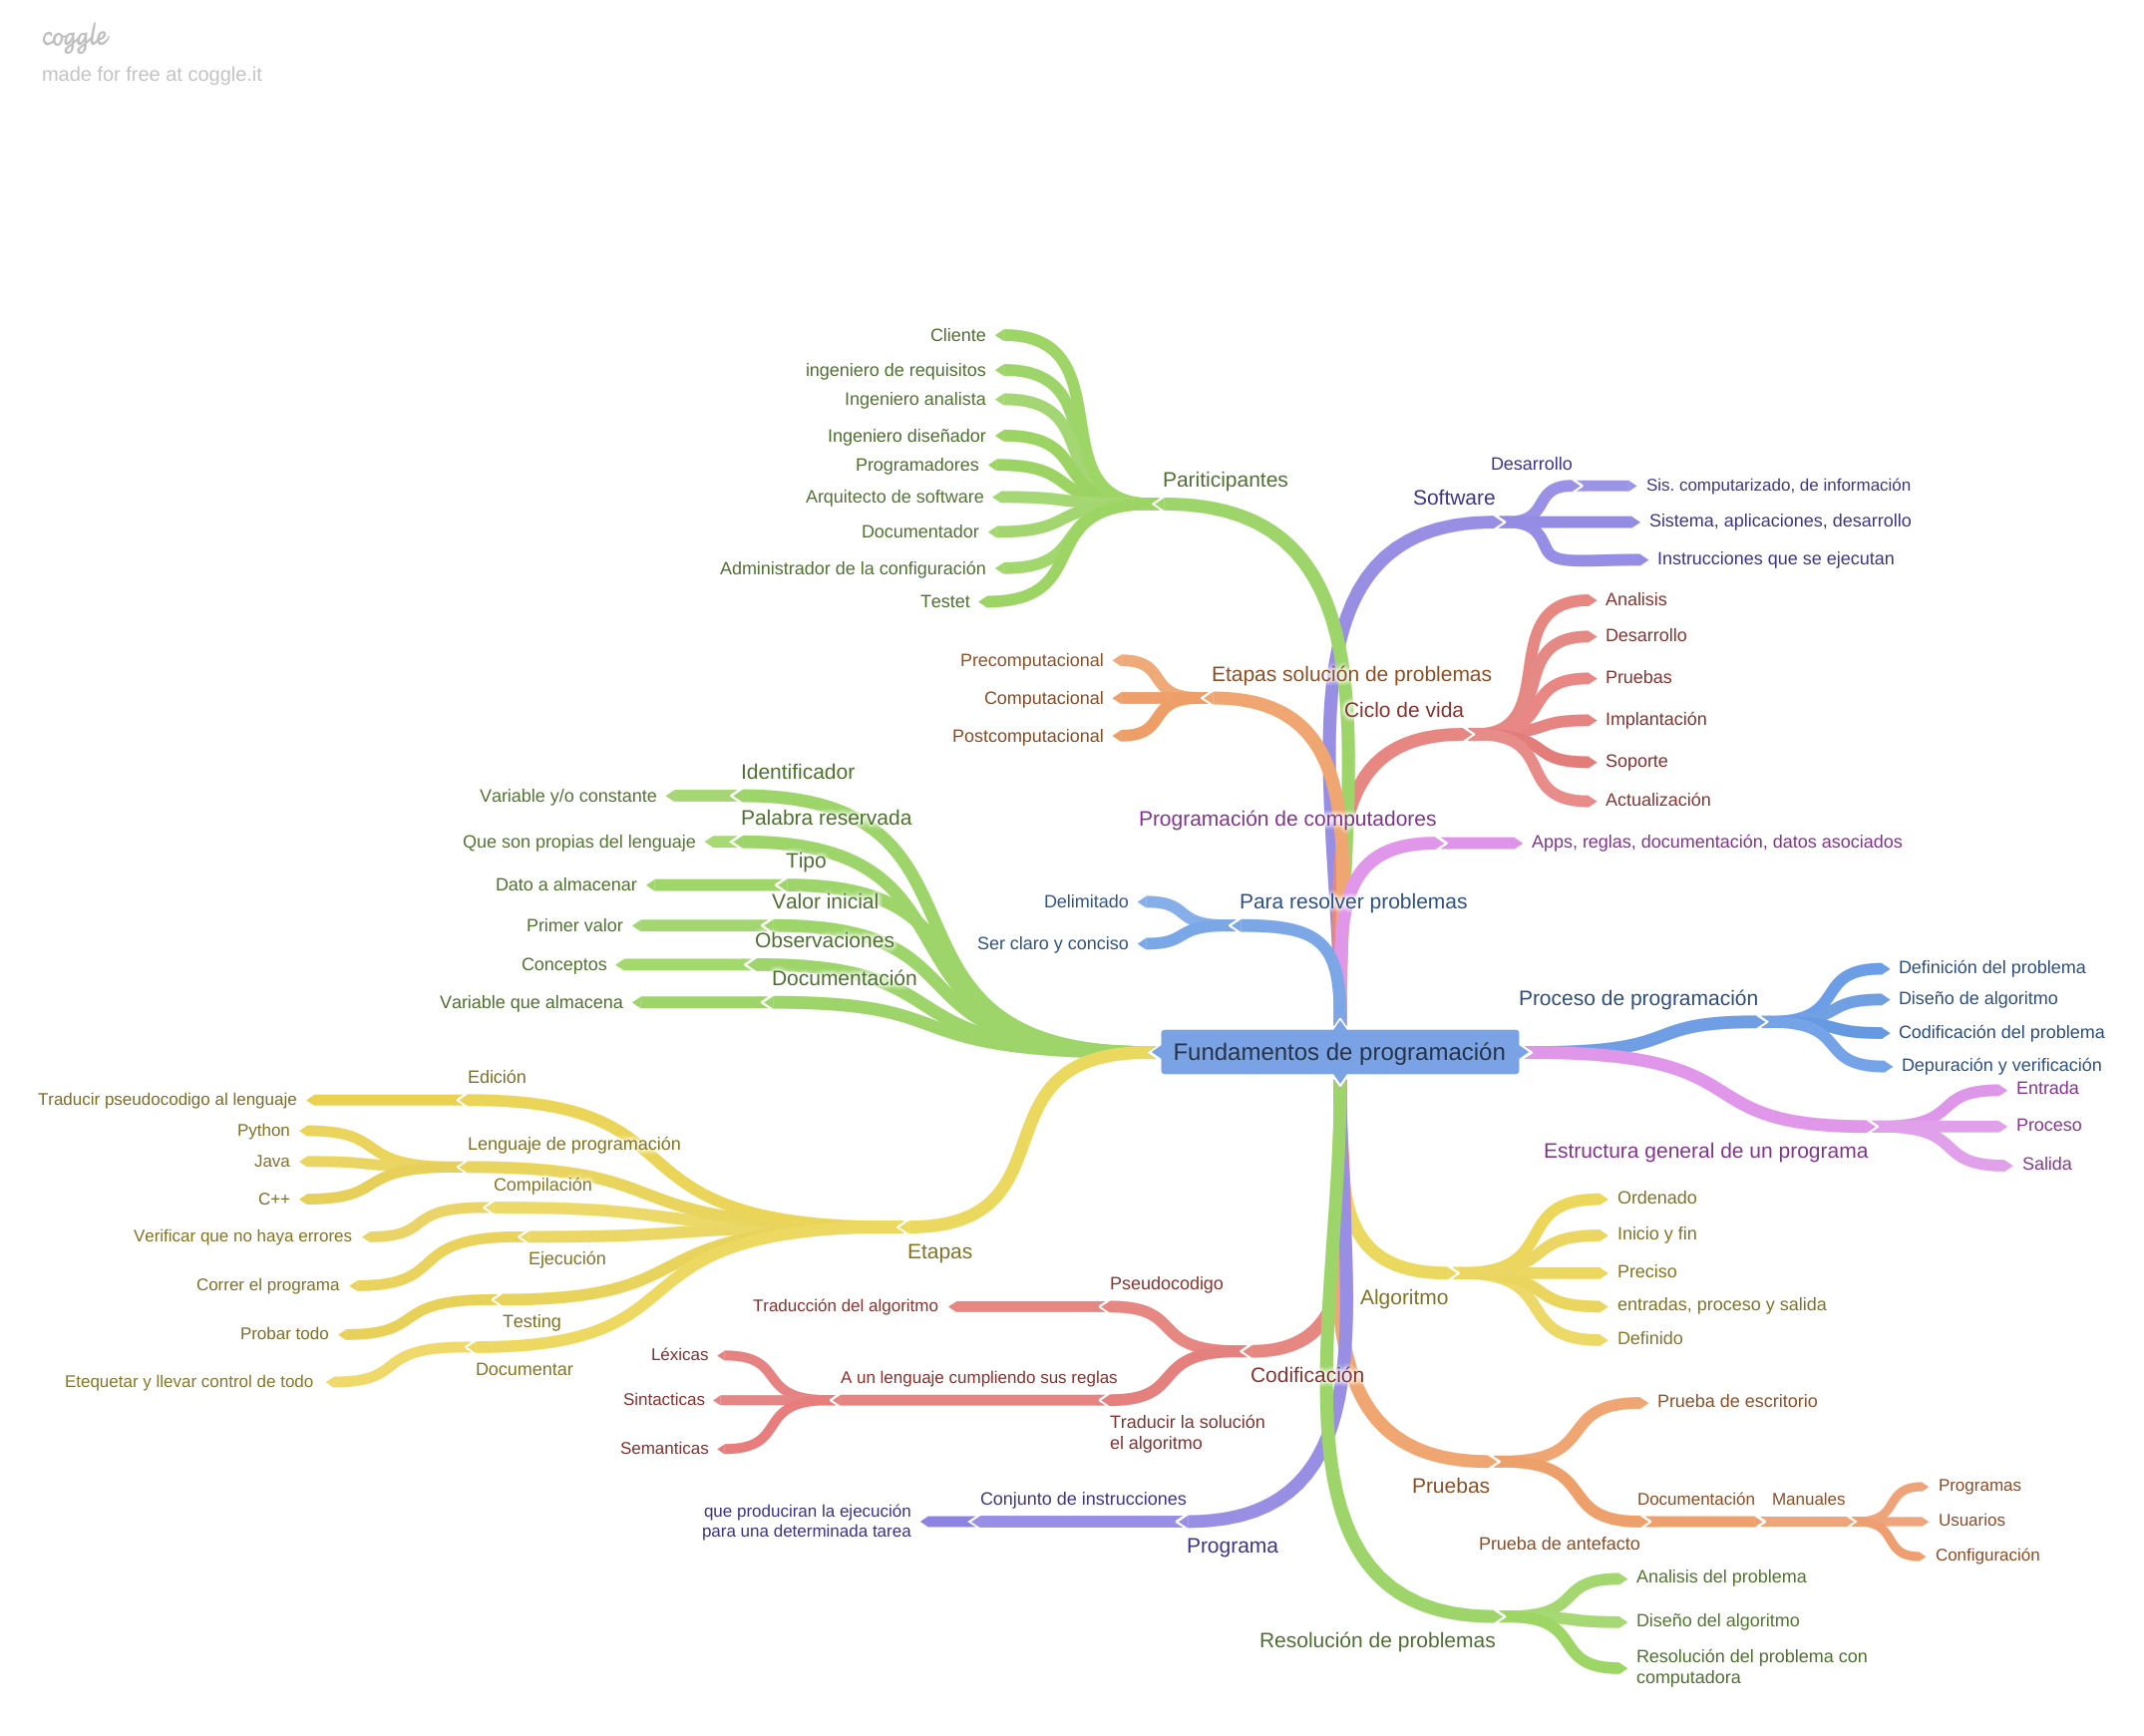 coggle
made for free at coggle.it
Cliente
ingeniero de requisitos
Ingeniero analista
Ingeniero diseñador
Programadores
Arquitecto de software
Documentador
Administrador de la configuración
Testet
Pariticipantes
Precomputacional
Computacional
Postcomputacional
Etapas solución de problemas
Identificador
Variable y/o constante
Palabra reservada
Que son propias del lenguaje
Tipo
Dato a almacenar
Valor inicial
Primer valor
Observaciones
Conceptos
Documentación
Variable que almacena
Delimitado
Ser claro y conciso
Para resolver problemas
Desarrollo
Software
Sis. computarizado, de información
Sistema, aplicaciones, desarrollo
Instrucciones que se ejecutan
Ciclo de vida
Analisis
Desarrollo
Pruebas
Implantación
Soporte
Actualización
Programación de computadores
Apps, reglas, documentación, datos asociados
Fundamentos de programación
Proceso de programación
Definición del problema
Diseño de algoritmo
Codificación del problema
Depuración y verificación
Estructura general de un programa
Entrada
Proceso
Salida
Edición
Traducir pseudocodigo al lenguaje
Lenguaje de programación
Python
Java
C++
Compilación
Verificar que no haya errores
Ejecución
Correr el programa
Testing
Probar todo
Documentar
Etequetar y llevar control de todo
Etapas
Algoritmo
Ordenado
Inicio y fin
Preciso
entradas, proceso y salida
Definido
Pseudocodigo
Traducción del algoritmo
Codificación
Léxicas
Sintacticas
Semanticas
A un lenguaje cumpliendo sus reglas
Traducir la solución
el algoritmo
Conjunto de instrucciones
que produciran la ejecución
para una determinada tarea
Programa
Pruebas
Prueba de escritorio
Prueba de antefacto
Documentación
Manuales
Programas
Usuarios
Configuración
Resolución de problemas
Analisis del problema
Diseño del algoritmo
Resolución del problema con
computadora